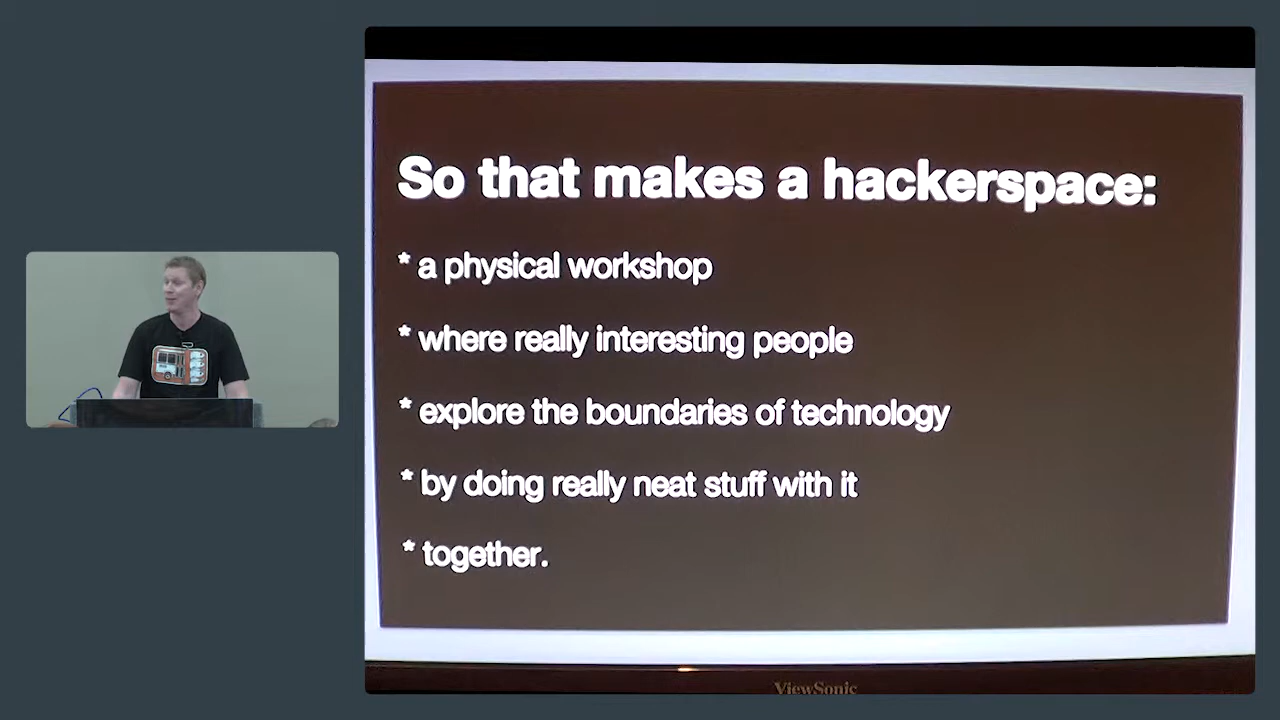 So that makes a hackerspace:
* a physical workshop
* where really interesting people
* explore the boundaries of technology
* by doing really neat stuff with it
* together.
ViewSonic